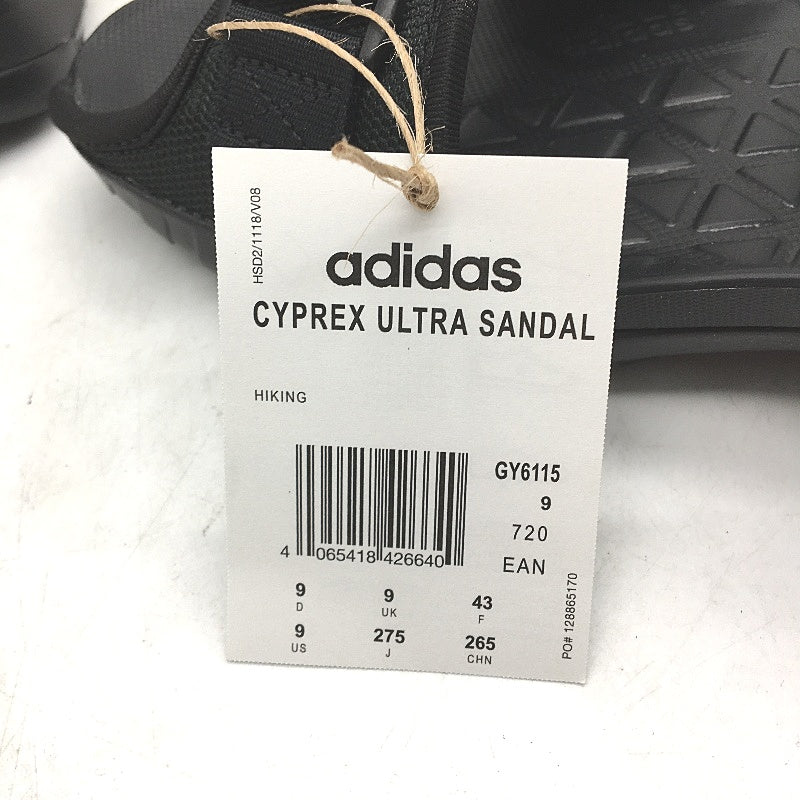 HSD2/1118/V08
adidas
CYPREX ULTRA SANDAL
HIKING
GY6115
9
720
EAN
4 065418 426640
9 9 43
D UK F
9 275 265
US J CHN
PO# 128865170